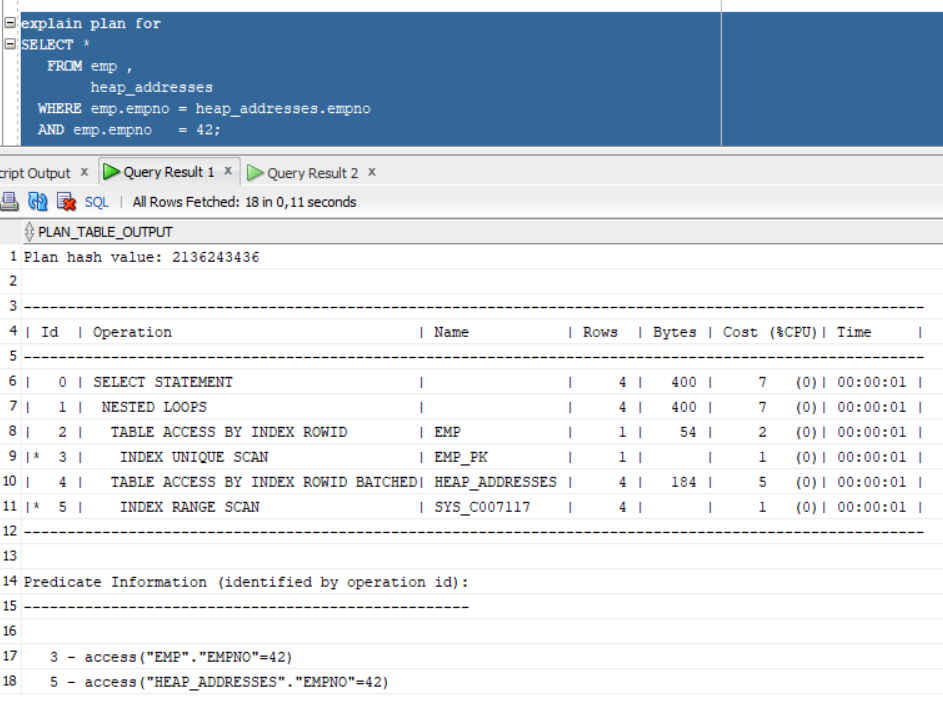 explain plan for
SELECT *
FROM emp ,
heap_addresses
WHERE emp.empno = heap_addresses.empno
AND emp.empno   = 42;
cript Output x Query Result 1 x Query Result 2 x
SQL | All Rows Fetched: 18 in 0,11 seconds
PLAN_TABLE_OUTPUT
1 Plan hash value: 2136243436
2
3 --------------------------------------------------------------------------------------------------------
4 | Id  | Operation                            | Name           | Rows  | Bytes | Cost (%CPU)| Time     |
5 --------------------------------------------------------------------------------------------------------
6 |   0 | SELECT STATEMENT                     |                |     4 |   400 |     7   (0)| 00:00:01 |
7 |   1 |  NESTED LOOPS                        |                |     4 |   400 |     7   (0)| 00:00:01 |
8 |   2 |   TABLE ACCESS BY INDEX ROWID        | EMP            |     1 |    54 |     2   (0)| 00:00:01 |
9 |*  3 |    INDEX UNIQUE SCAN                 | EMP_PK         |     1 |       |     1   (0)| 00:00:01 |
10 |   4 |   TABLE ACCESS BY INDEX ROWID BATCHED| HEAP_ADDRESSES |     4 |   184 |     5   (0)| 00:00:01 |
11 |*  5 |    INDEX RANGE SCAN                  | SYS_C007117    |     4 |       |     1   (0)| 00:00:01 |
12 --------------------------------------------------------------------------------------------------------
13
14 Predicate Information (identified by operation id):
15 ---------------------------------------------------
16
17    3 - access("EMP"."EMPNO"=42)
18    5 - access("HEAP_ADDRESSES"."EMPNO"=42)